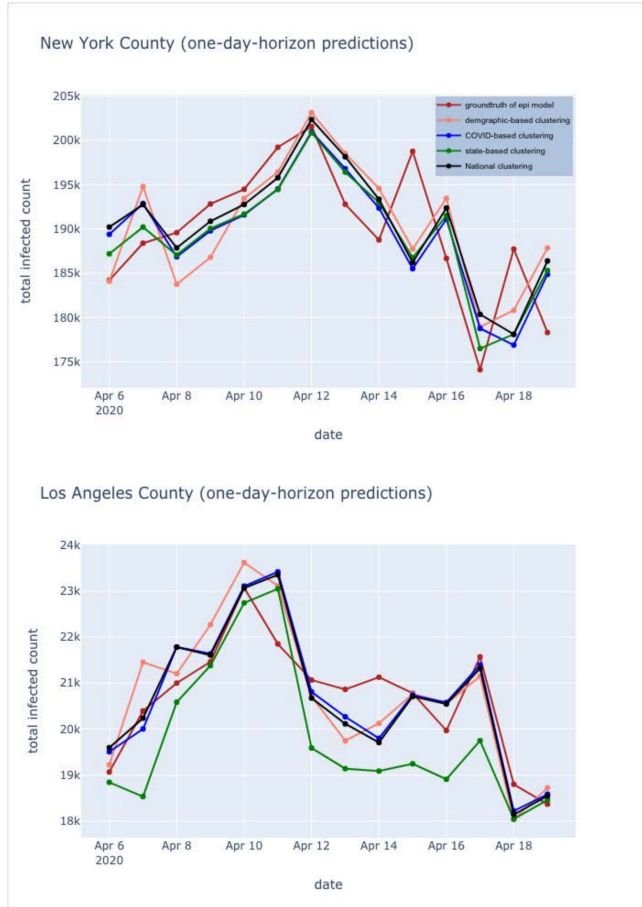 New York County (one-day-horizon predictions)
205k
groundtruth of epi model
demgraphic-based clustering
200k
COVID-based clustering
state-based clustering
National clustering
195k
190k
185k
180k
175k
total infected count
Apr 6 Apr 8 Apr 10 Apr 12 Apr 14 Apr 16 Apr 18
2020
date
Los Angeles County (one-day-horizon predictions)
24k
23k
22k
21k
20k
19k
18k
total infected count
Apr 6 Apr 8 Apr 10 Apr 12 Apr 14 Apr 16 Apr 18
2020
date